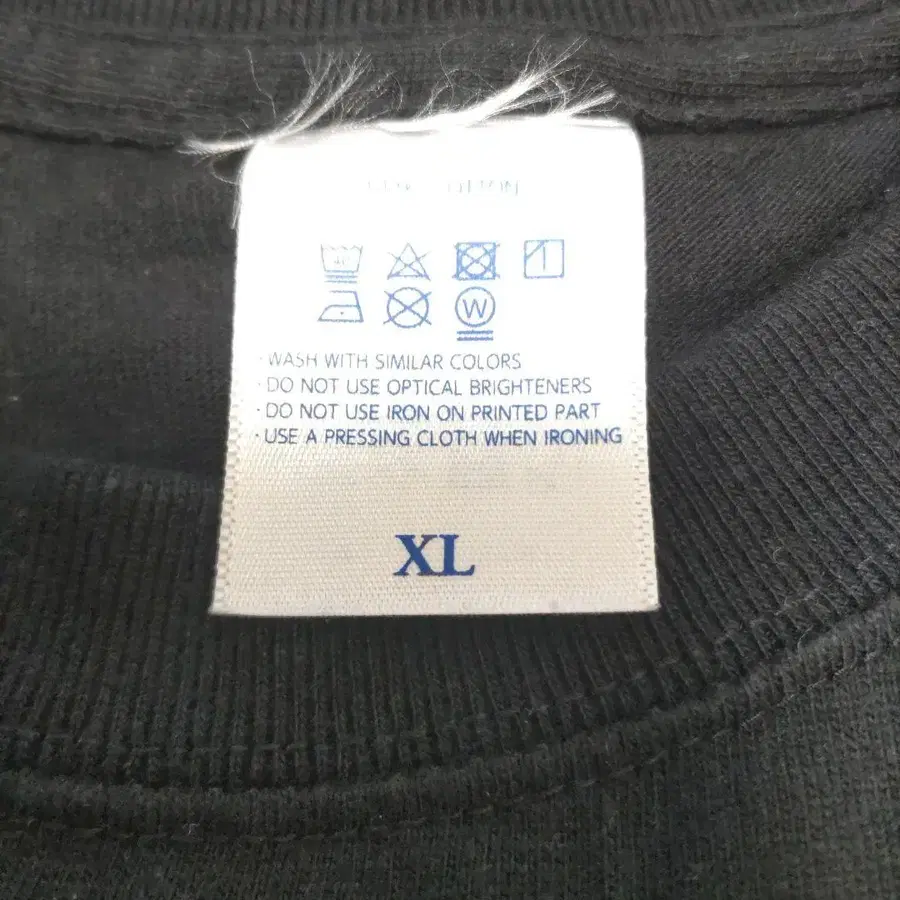 COTTON
WASH WITH SIMILAR COLORS
DO NOT USE OPTICAL BRIGHTENERS
DO NOT USE IRON ON PRINTED PART
USE A PRESSING CLOTH WHEN IRONING
W
XL